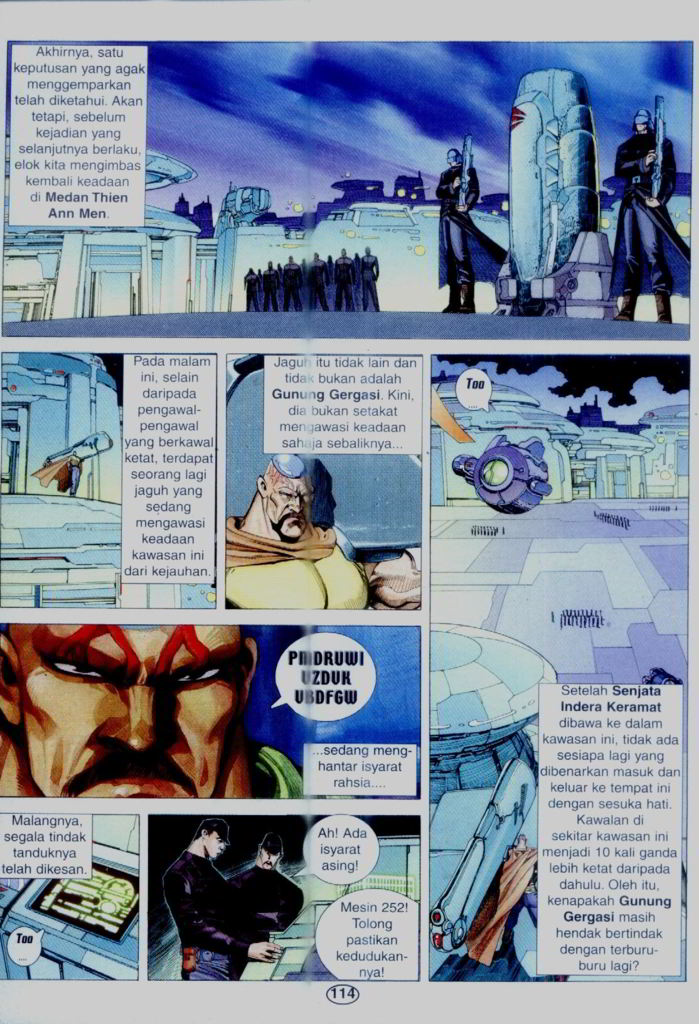 Akhirnya, satu
keputusan yang agak
menggemparkan
telah diketahui. Akan
tetapi, sebelum
kejadian yang
selanjutnya berlaku,
elok kita mengimbas
kembali keadaan
di Medan Thien
Ann Men.
Pada malam
ini, selain
daripada
pengawal-
pengawal
yang berkawal
ketat, terdapat
seorang lagi
jaguh yang
sedang
mengawasi
keadaan
kawasan ini
dari kejauhan.
Jaguh itu tidak lain dan
tidak bukan adalah
Gunung Gergasi. Kini,
dia bukan setakat
mengawasi keadaan
sahaja sebaliknya...
Too
....
PMDRUWI
UZDUK
UBDFGW
...sedang meng-
hantar isyarat
rahsia....
Setelah Senjata
Indera Keramat
dibawa ke dalam
kawasan ini, tidak ada
sesiapa lagi yang
dibenarkan masuk dan
keluar ke tempat ini
dengan sesuka hati.
Kawalan di
sekitar kawasan ini
menjadi 10 kali ganda
lebih ketat daripada
dahulu. Oleh itu,
kenapakah Gunung
Gergasi masih
hendak bertindak
dengan terburu-
buru lagi?
Malangnya,
segala tindak
tanduknya
telah dikesan.
Too
....
Ah! Ada
isyarat
asing!
Mesin 252!
Tolong
pastikan
kedudukan-
nya!
114